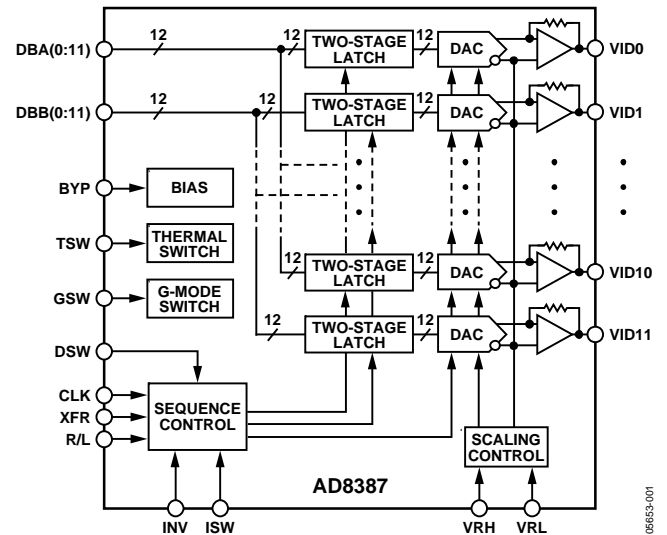 DBA(0:11) 12 12 TWO-STAGE LATCH 12 DAC VID0
DBB(0:11) 12 12 TWO-STAGE LATCH 12 DAC VID1
BYP BIAS
TSW THERMAL SWITCH
GSW G-MODE SWITCH
12 TWO-STAGE LATCH 12 DAC VID10
12 TWO-STAGE LATCH 12 DAC VID11
DSW
CLK
XFR
R/L
SEQUENCE CONTROL
SCALING CONTROL
AD8387
INV ISW VRH VRL
05653-001